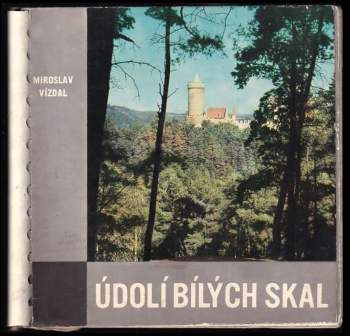 MIROSLAV
VÍZDAL
ÚDOLÍ BÍLÝCH SKAL